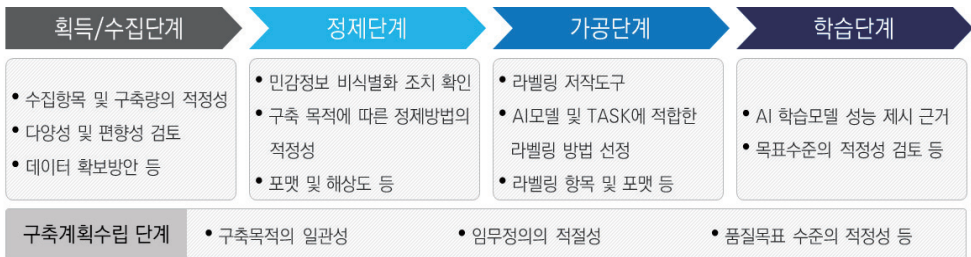 획득/수집단계
정제단계
가공단계
학습단계
• 수집항목 및 구축량의 적정성
• 다양성 및 편향성 검토
• 데이터 확보방안 등
• 민감정보 비식별화 조치 확인
• 구축 목적에 따른 정제방법의
적정성
• 포맷 및 해상도 등
• 라벨링 저작도구
• AI모델 및 TASK에 적합한
라벨링 방법 선정
• 라벨링 항목 및 포맷 등
• AI 학습모델 성능 제시 근거
• 목표수준의 적정성 검토 등
구축계획수립 단계
• 구축목적의 일관성
• 임무정의의 적절성
• 품질목표 수준의 적정성 등